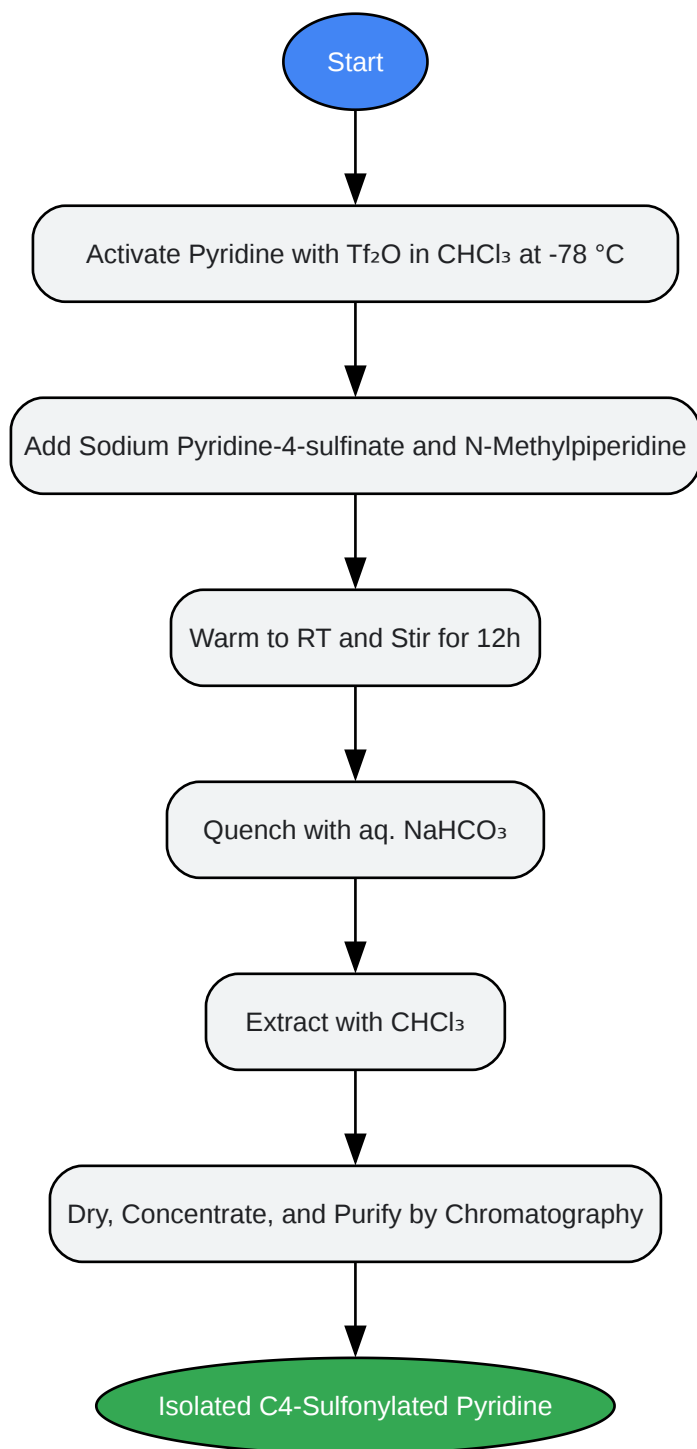 Start
Activate Pyridine with Tf₂O in CHCl₃ at -78 °C
Add Sodium Pyridine-4-sulfinate and N-Methylpiperidine
Warm to RT and Stir for 12h
Quench with aq. NaHCO₃
Extract with CHCl₃
Dry, Concentrate, and Purify by Chromatography
Isolated C4-Sulfonylated Pyridine